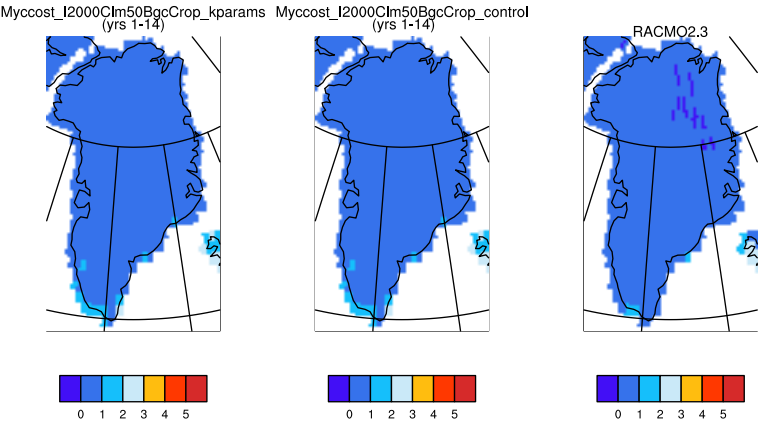 Myccost_I2000Clm50BgcCrop_kparams
(yrs 1-14)
Myccost_I2000Clm50BgcCrop_control
(yrs 1-14)
RACMO2.3
0 1 2 3 4 5
0 1 2 3 4 5
0 1 2 3 4 5